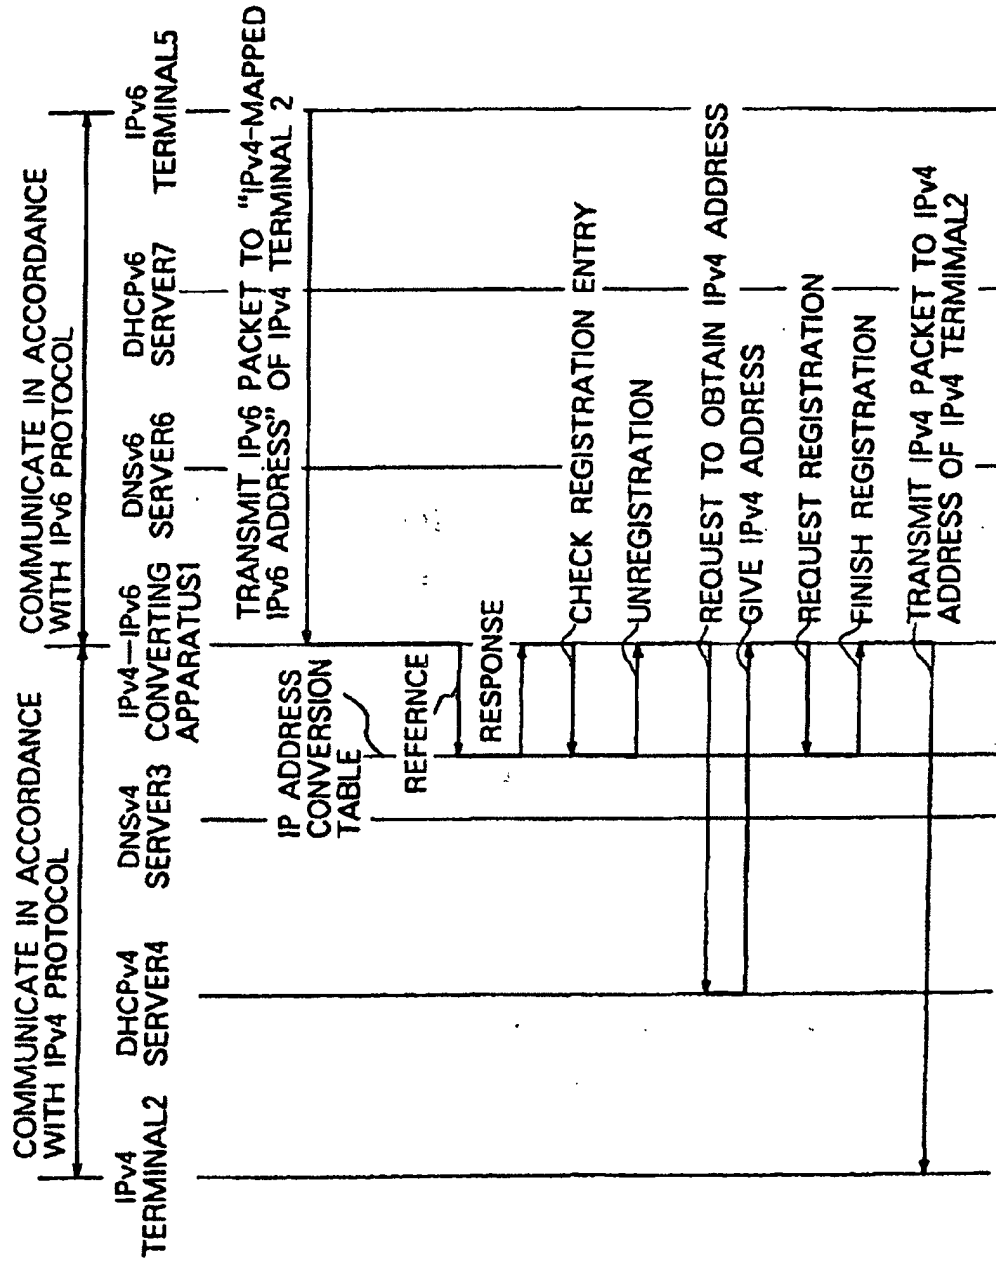 COMMUNICATE IN ACCORDANCE
WITH IPv4 PROTOCOL
COMMUNICATE IN ACCORDANCE
WITH IPv6 PROTOCOL
IPv4
TERMINAL2
DHCPv4
SERVER4
DNSv4
SERVER3
IPv4–IPv6
CONVERTING
APPARATUS1
DNSv6
SERVER6
DHCPv6
SERVER7
IPv6
TERMINAL5
TRANSMIT IPv6 PACKET TO "IPv4-MAPPED
IPv6 ADDRESS" OF IPv4 TERMINAL 2
IP ADDRESS
CONVERSION
TABLE
REFERNCE
RESPONSE
CHECK REGISTRATION ENTRY
UNREGISTRATION
REQUEST TO OBTAIN IPv4 ADDRESS
GIVE IPv4 ADDRESS
REQUEST REGISTRATION
FINISH REGISTRATION
TRANSMIT IPv4 PACKET TO IPv4
ADDRESS OF IPv4 TERMIMAL2